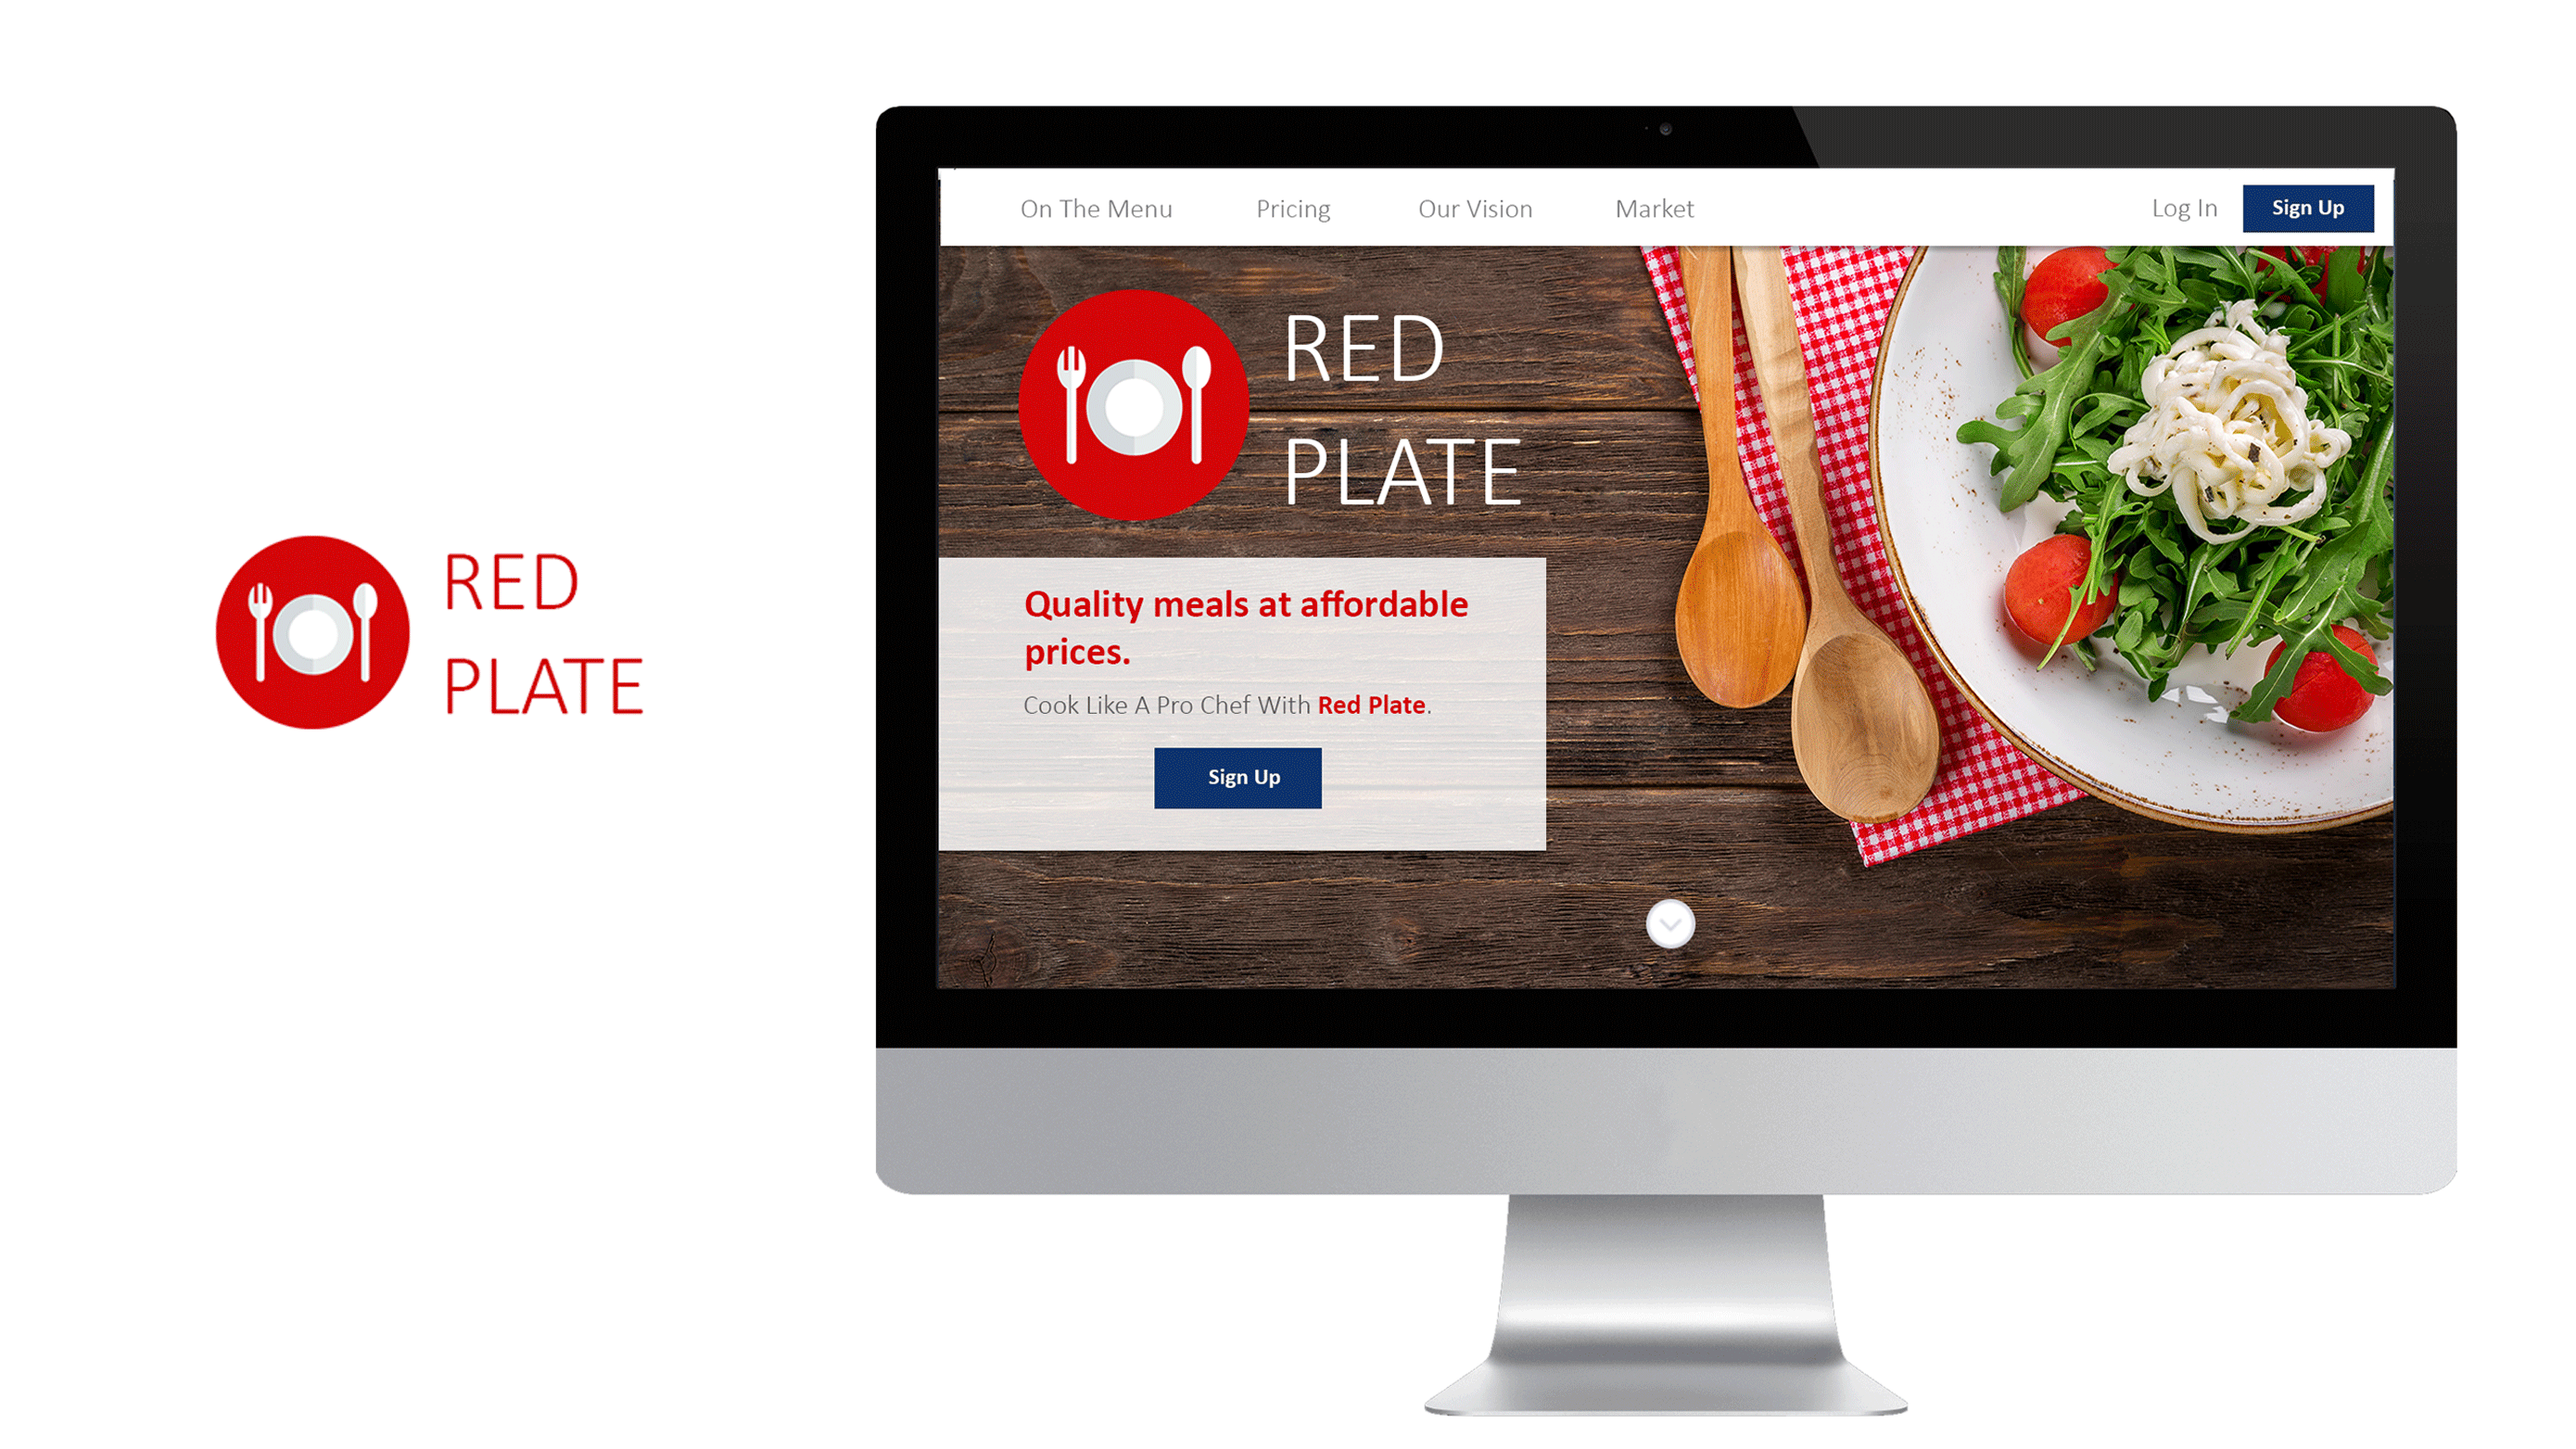 RED
PLATE
On The Menu Pricing Our Vision Market Log In Sign Up
RED
PLATE
Quality meals at affordable
prices.
Cook Like A Pro Chef With Red Plate.
Sign Up